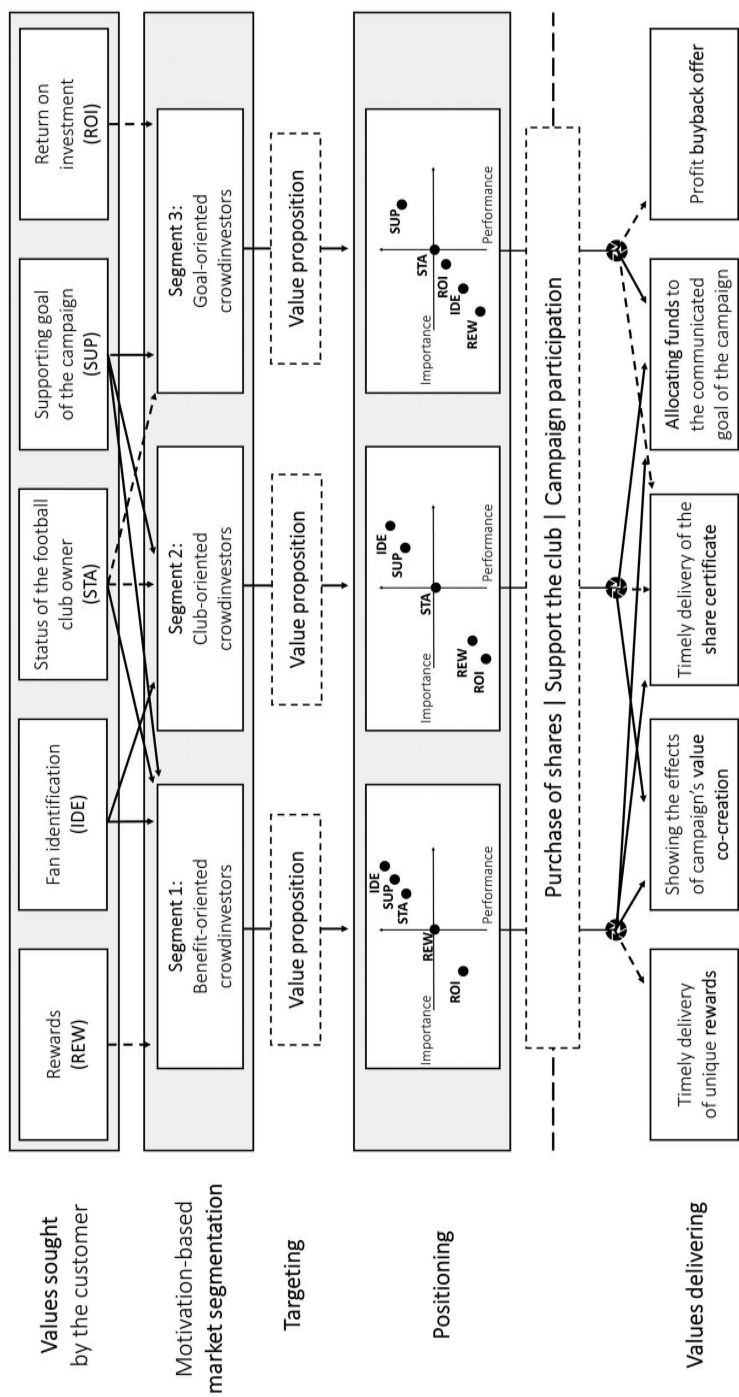 Values sought
by the customer
Rewards
(REW)
Fan identification
(IDE)
Status of the football
club owner
(STA)
Supporting goal
of the campaign
(SUP)
Return on
investment
(ROI)
Motivation-based
market segmentation
Segment 1:
Benefit-oriented
crowdinvestors
Segment 2:
Club-oriented
crowdinvestors
Segment 3:
Goal-oriented
crowdinvestors
Targeting
Value proposition
Value proposition
Value proposition
Positioning
Importance
IDE
SUP
STA
REW
ROI
Performance
Importance
IDE
SUP
STA
REW
ROI
Performance
Importance
SUP
STA
ROI
IDE
REW
Performance
Purchase of shares | Support the club | Campaign participation
Values delivering
Timely delivery
of unique rewards
Showing the effects
of campaign's value
co-creation
Timely delivery of the
share certificate
Allocating funds to
the communicated
goal of the campaign
Profit buyback offer